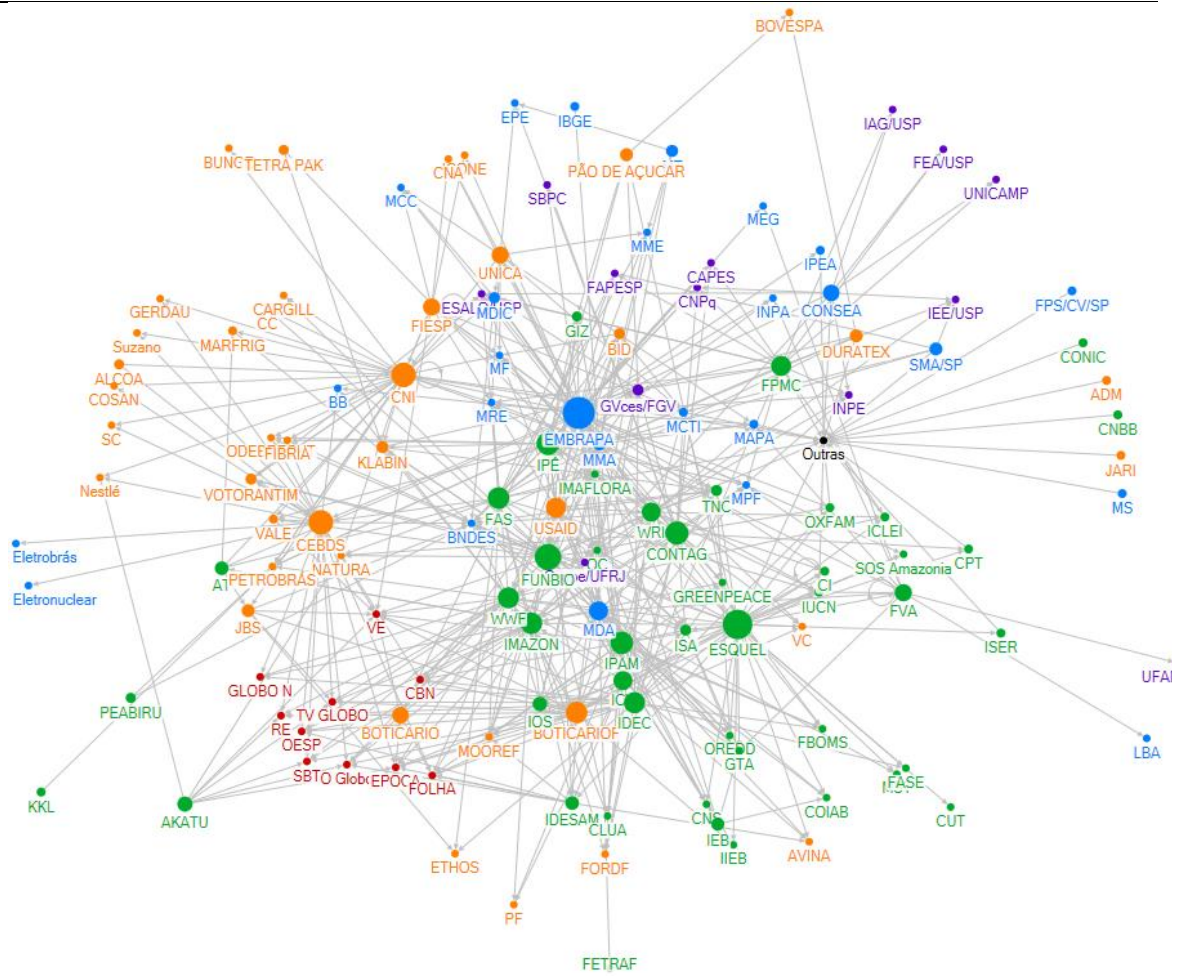 BOVESPA
EPE
IBGE
IAG/USP
TETRA PAK
CNA
PÃO DE AÇUCAR
FEA/USP
SBPC
UNICAMP
MCC
MEG
MME
IPEA
UNICA
CAPES
FAPESP
CNPq
INPA
CONSEA
FPS/CV/SP
GERDAU
CARGILL
CC
MDIC
IEE/USP
FIESP
GIZ
BID
DURATEX
Suzano
MARFRIG
SMA/SP
CONIC
MF
ALCOA
CNI
FPMC
COSAN
BB
MRE
GVces/FGV
INPE
ADM
MCTI
MAPA
CNBB
SC
EMBRAPA
FIBRIA
KLABIN
IPÊ
MMA
Outras
JARI
Nestlé
VOTORANTIM
IMAFLORA
MPF
TNC
MS
FAS
USAID
WRI
OXFAM
ICLEI
VALE
CEBDS
BNDES
CONTAG
Eletrobrás
PETROBRÁS
NATURA
FUNBIO
SOS Amazonia
CPT
CI
Eletronuclear
GREENPEACE
IUCN
FVA
JBS
VE
WWF
MDA
IMAZON
ISA
ESQUEL
VC
ISER
IPAM
GLOBO N
CBN
PEABIRU
TV GLOBO
RE
OESP
BOTICARIO
IOS
BOTICARIOF
IDEC
MOOREF
OREDD
GTA
FBOMS
LBA
SBT
EPOCA
FOLHA
FASE
KKL
AKATU
IDESAM
CLUA
CNS
COIAB
CUT
IEB
IIEB
AVINA
ETHOS
FORDF
PF
FETRAF